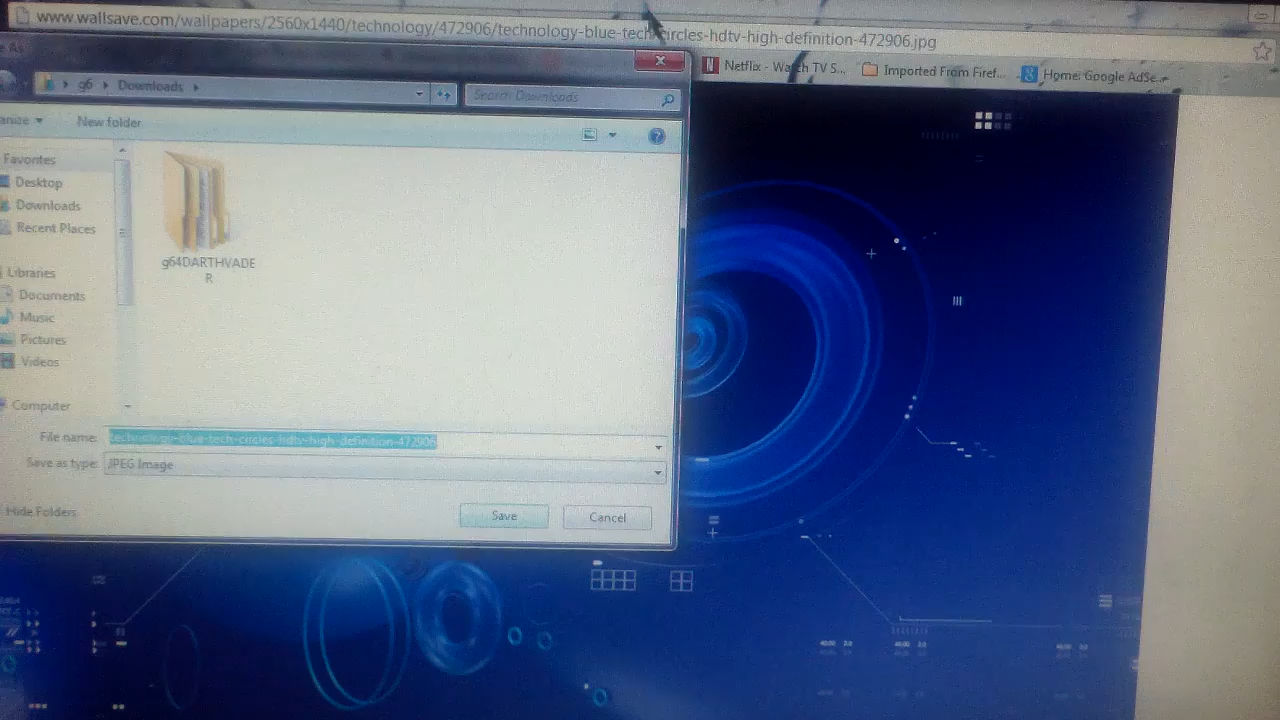 www.wallsave.com/wallpapers/2560x1440/technology/472906/technology-blue-tech-circles-hdtv-high-definition-472906.jpg
Netflix - Watch TV S... Imported From Firef... Home: Google AdSe...
As
g6 Downloads Search Downloads
anize New folder
Favorites
Desktop
Downloads
Recent Places
Libraries
Documents
Music
Pictures
Videos
Computer
g64DARTHVADE
R
File name: technology-blue-tech-circles-hdtv-high-definition-472906
Save as type: JPEG Image
Hide Folders Save Cancel